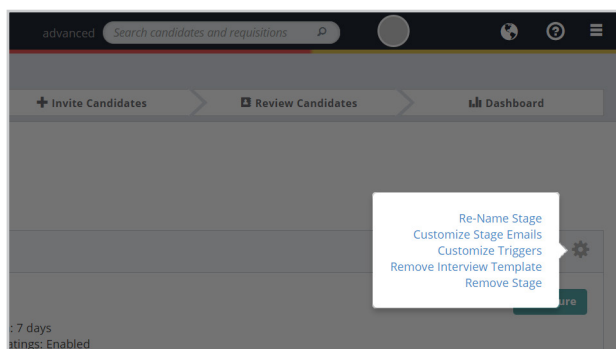 advanced Search candidates and requisitions
Invite Candidates Review Candidates Dashboard
Re-Name Stage
Customize Stage Emails
Customize Triggers
Remove Interview Template
Remove Stage
ure
: 7 days
atings: Enabled